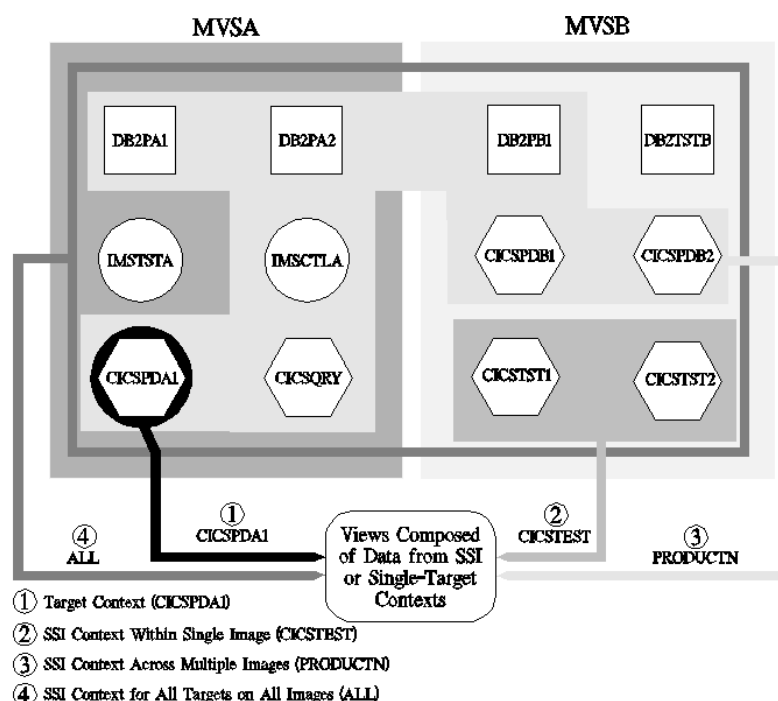 MVSA
MVSB
DB2PA1
DB2PA2
DB2PB1
DB2TSTB
IMSTSTA
IMSCTLA
CICSPDB1
CICSPDB2
CICSPDA1
CICSQRY
CICSTST1
CICSTST2
4
ALL
1
CICSPDA1
Views Composed
of Data from SSI
or Single-Target
Contexts
2
CICSTEST
3
PRODUCTN
1 Target Context (CICSPDA1)
2 SSI Context Within Single Image (CICSTEST)
3 SSI Context Across Multiple Images (PRODUCTN)
4 SSI Context for All Targets on All Images (ALL)